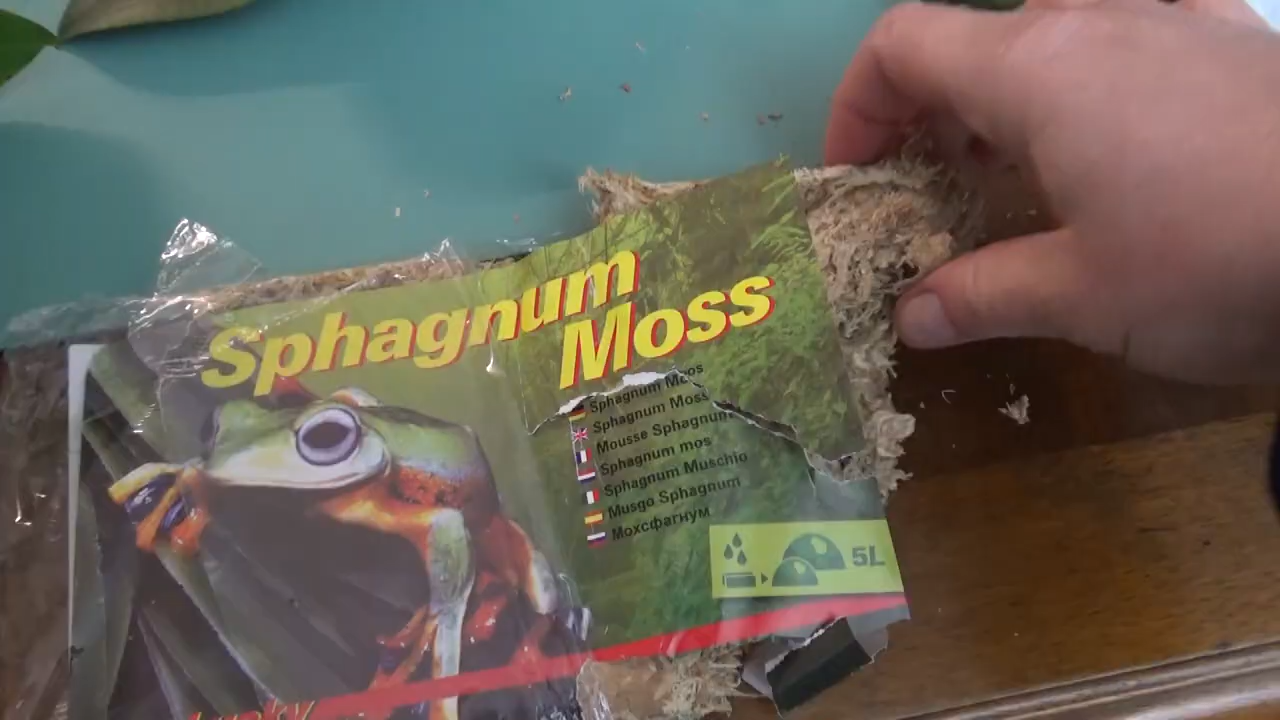 Sphagnum
Moss
Sphagnum Moos
Sphagnum Moss
Mousse Sphagnum
Sphagnum mos
Sphagnum Muschio
Musgo Sphagnum
Мохсфагнум
5L